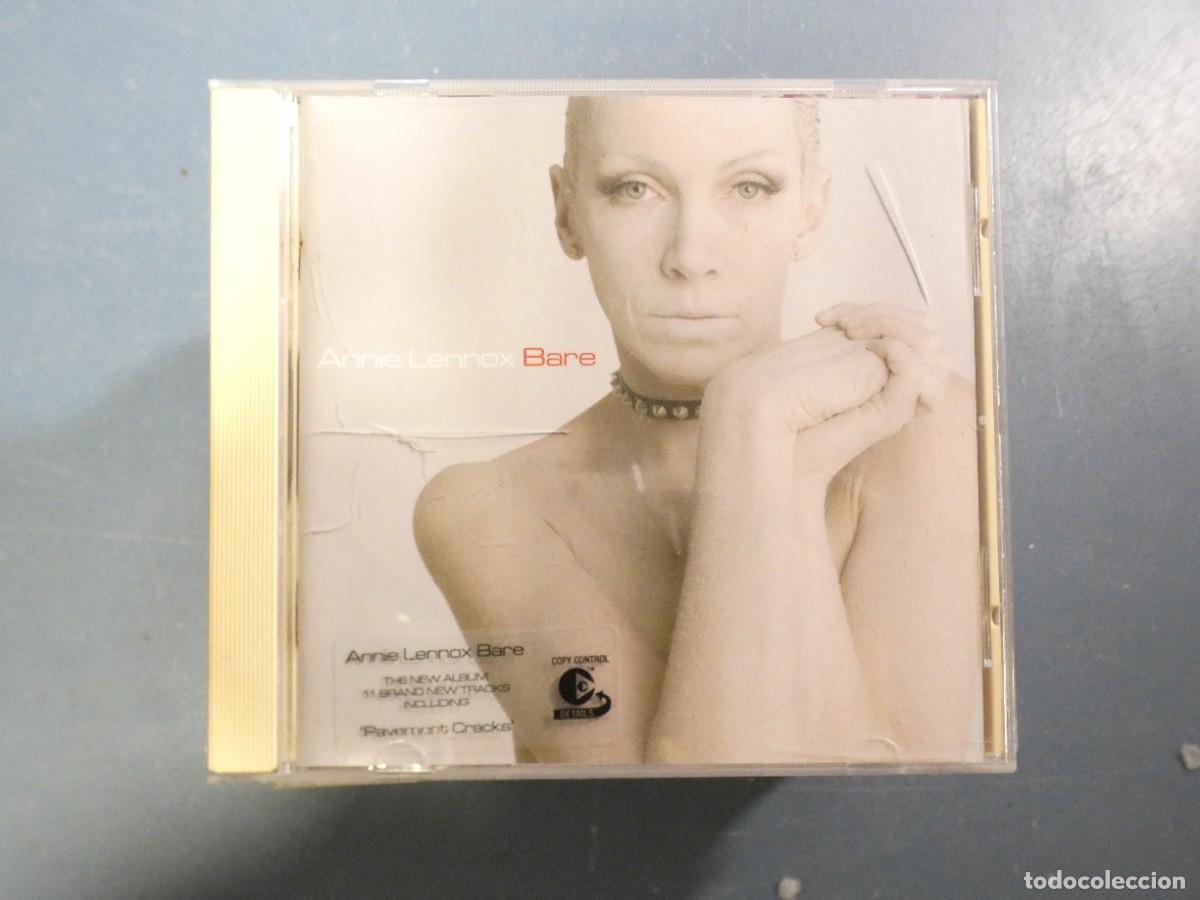 Annie Lennox Bare
Annie Lennox Bare
THE NEW ALBUM
11 BRAND NEW TRACKS
INCLUDING
'Pavement Cracks'
COPY CONTROL
TM
DETAILS
todocoleccion